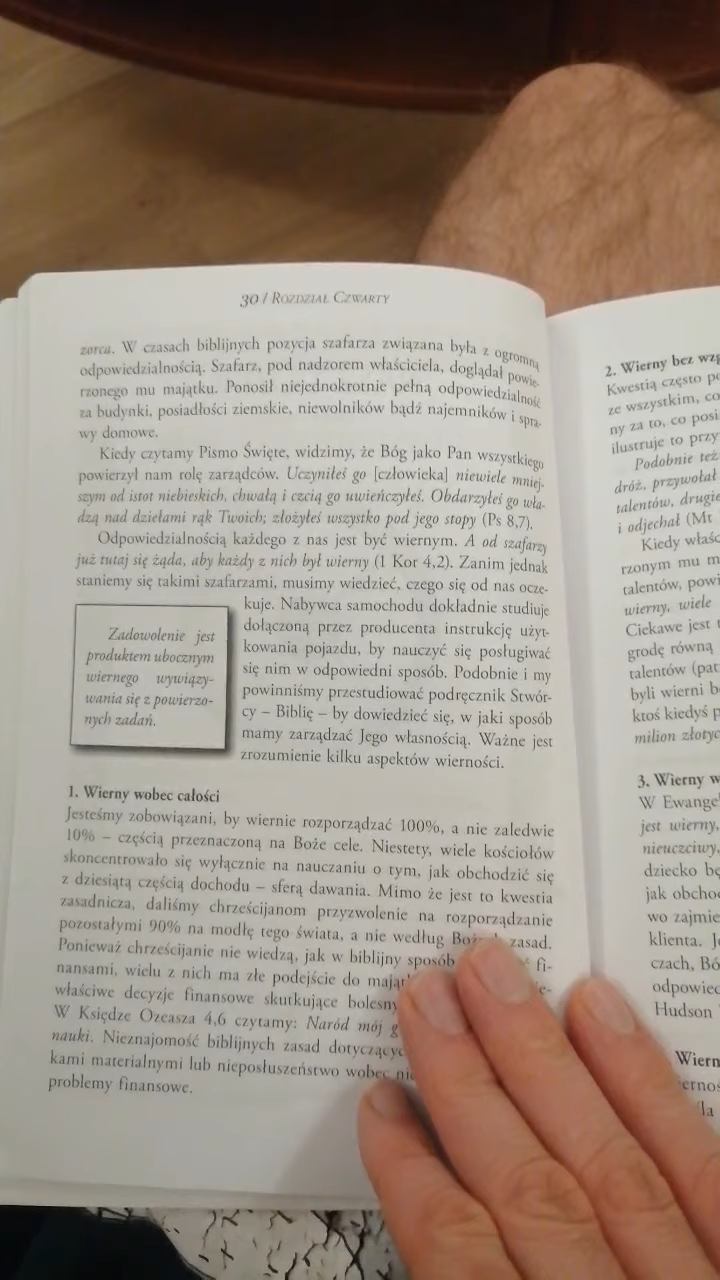 30 / ROZDZIAŁ CZWARTY
zorca. W czasach biblijnych pozycja szafarza związana była z ogromną
odpowiedzialnością. Szafarz, pod nadzorem właściciela, doglądał powie-
rzonego mu majątku. Ponosił niejednokrotnie pełną odpowiedzialność
za budynki, posiadłości ziemskie, niewolników bądź najemników i spra-
wy domowe.
Kiedy czytamy Pismo Święte, widzimy, że Bóg jako Pan wszystkiego
powierzył nam rolę zarządców. Uczyniłeś go [człowieka] niewiele mniej-
szym od istot niebieskich, chwałą i czcią go uwieńczyłeś. Obdarzyłeś go wła-
dzą nad dziełami rąk Twoich; złożyłeś wszystko pod jego stopy (Ps 8,7).
Odpowiedzialnością każdego z nas jest być wiernym. A od szafarzy
już tutaj się żąda, aby każdy z nich był wierny (1 Kor 4,2). Zanim jednak
staniemy się takimi szafarzami, musimy wiedzieć, czego się od nas ocze-
kuje. Nabywca samochodu dokładnie studiuje
dołączoną przez producenta instrukcję użyt-
kowania pojazdu, by nauczyć się posługiwać
się nim w odpowiedni sposób. Podobnie i my
powinniśmy przestudiować podręcznik Stwór-
cy – Biblię – by dowiedzieć się, w jaki sposób
mamy zarządzać Jego własnością. Ważne jest
zrozumienie kilku aspektów wierności.
Zadowolenie jest
produktem ubocznym
wiernego wywiązy-
wania się z powierzo-
nych zadań.
1. Wierny wobec całości
Jesteśmy zobowiązani, by wiernie rozporządzać 100%, a nie zaledwie
10% – częścią przeznaczoną na Boże cele. Niestety, wiele kościołów
skoncentrowało się wyłącznie na nauczaniu o tym, jak obchodzić się
z dziesiątą częścią dochodu – sferą dawania. Mimo że jest to kwestia
zasadnicza, daliśmy chrześcijanom przyzwolenie na rozporządzanie
pozostałymi 90% na modłę tego świata, a nie według zasad.
Ponieważ chrześcijanie nie wiedzą, jak w biblijny sposób fi-
nansami, wielu z nich ma złe podejście do
właściwe decyzje finansowe skutkujące
W Księdze Ozeasza 4,6 czytamy: Naród mój
nauki. Nieznajomość biblijnych zasad
kami materialnymi lub nieposłuszeństwo wobec
problemy finansowe.
2. Wierny bez
Kwestią często
ze wszystkim, co
ny za to, co
ilustruje to
Podobnie też
dróż, przywołał
talentów,
i odjechał (Mt
Kiedy
rzonym mu
talentów,
wierny, wiele
Ciekawe jest
grodę równą
talentów
byli wierni
ktoś kiedyś
milion
3. Wierny
W
jest wierny,
nieuczciwy,
dziecko
jak
wo
klienta.
czach,
Hudson